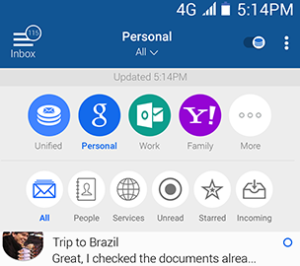 4G 5:14PM
115
Inbox
Personal
All
Updated 5:14PM
g Y!
Unified Personal Work Family More
All People Services Unread Starred Incoming
Trip to Brazil
Great, I checked the documents alrea...